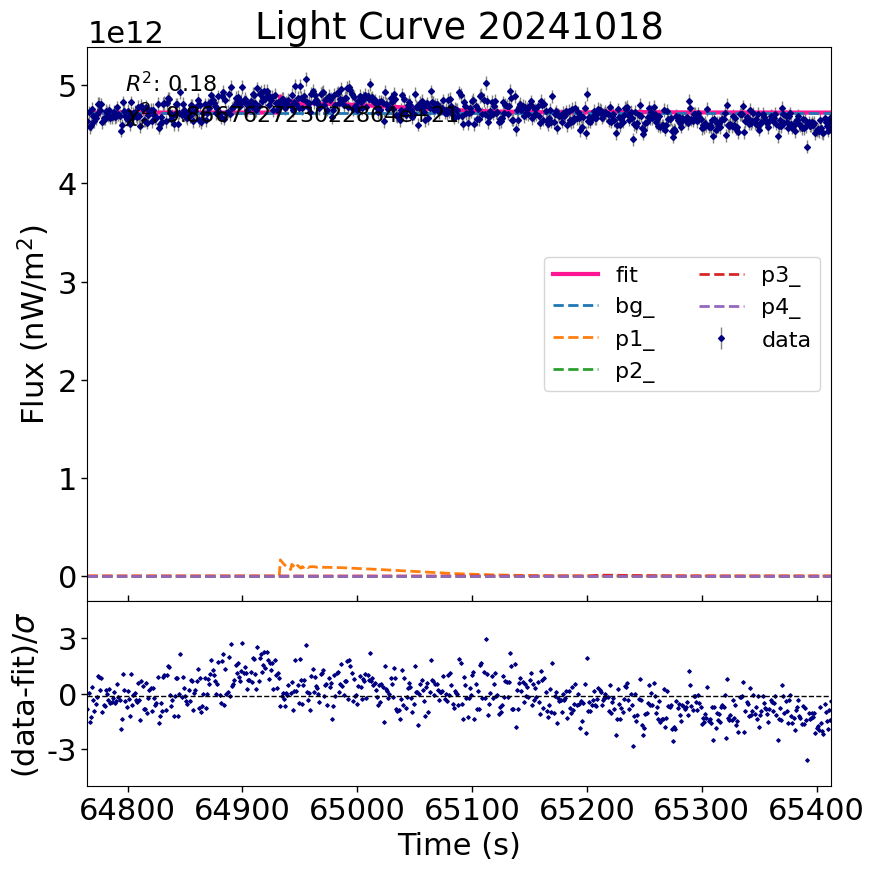 Light Curve 20241018
1e12
R²: 0.18
5
4
3
2
1
0
Flux (nW/m²)
fit
bg_
p1_
p2_
p3_
p4_
data
3
0
-3
(data-fit)/σ
64800 64900 65000 65100 65200 65300 65400
Time (s)